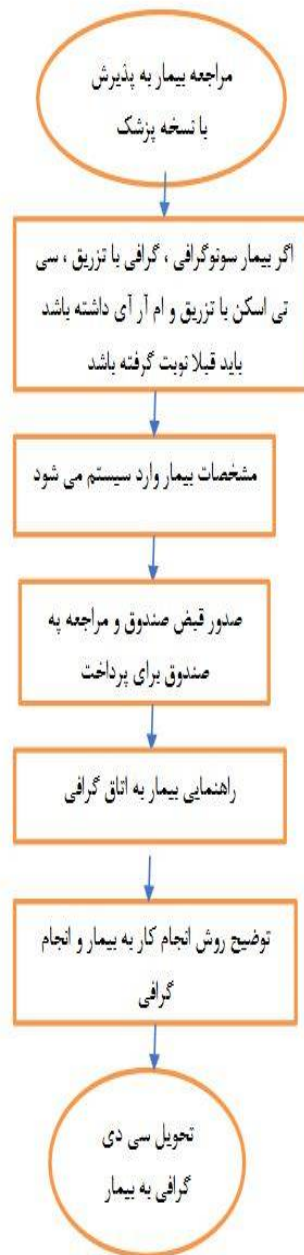 مراجعه بیمار به پذیرش
با نسخه پزشک
اگر بیمار سونوگرافی ، گرافی با تزریق ، سی
تی اسکن با تزریق و ام آر آی داشته باشد
باید قبلا نوبت گرفته باشد
مشخصات بیمار وارد سیستم می شود
صدور قبض صندوق و مراجعه به
صندوق برای پرداخت
راهنمایی بیمار به اتاق گرافی
توضیح روش انجام کار به بیمار و انجام
گرافی
تحویل سی دی
گرافی به بیمار